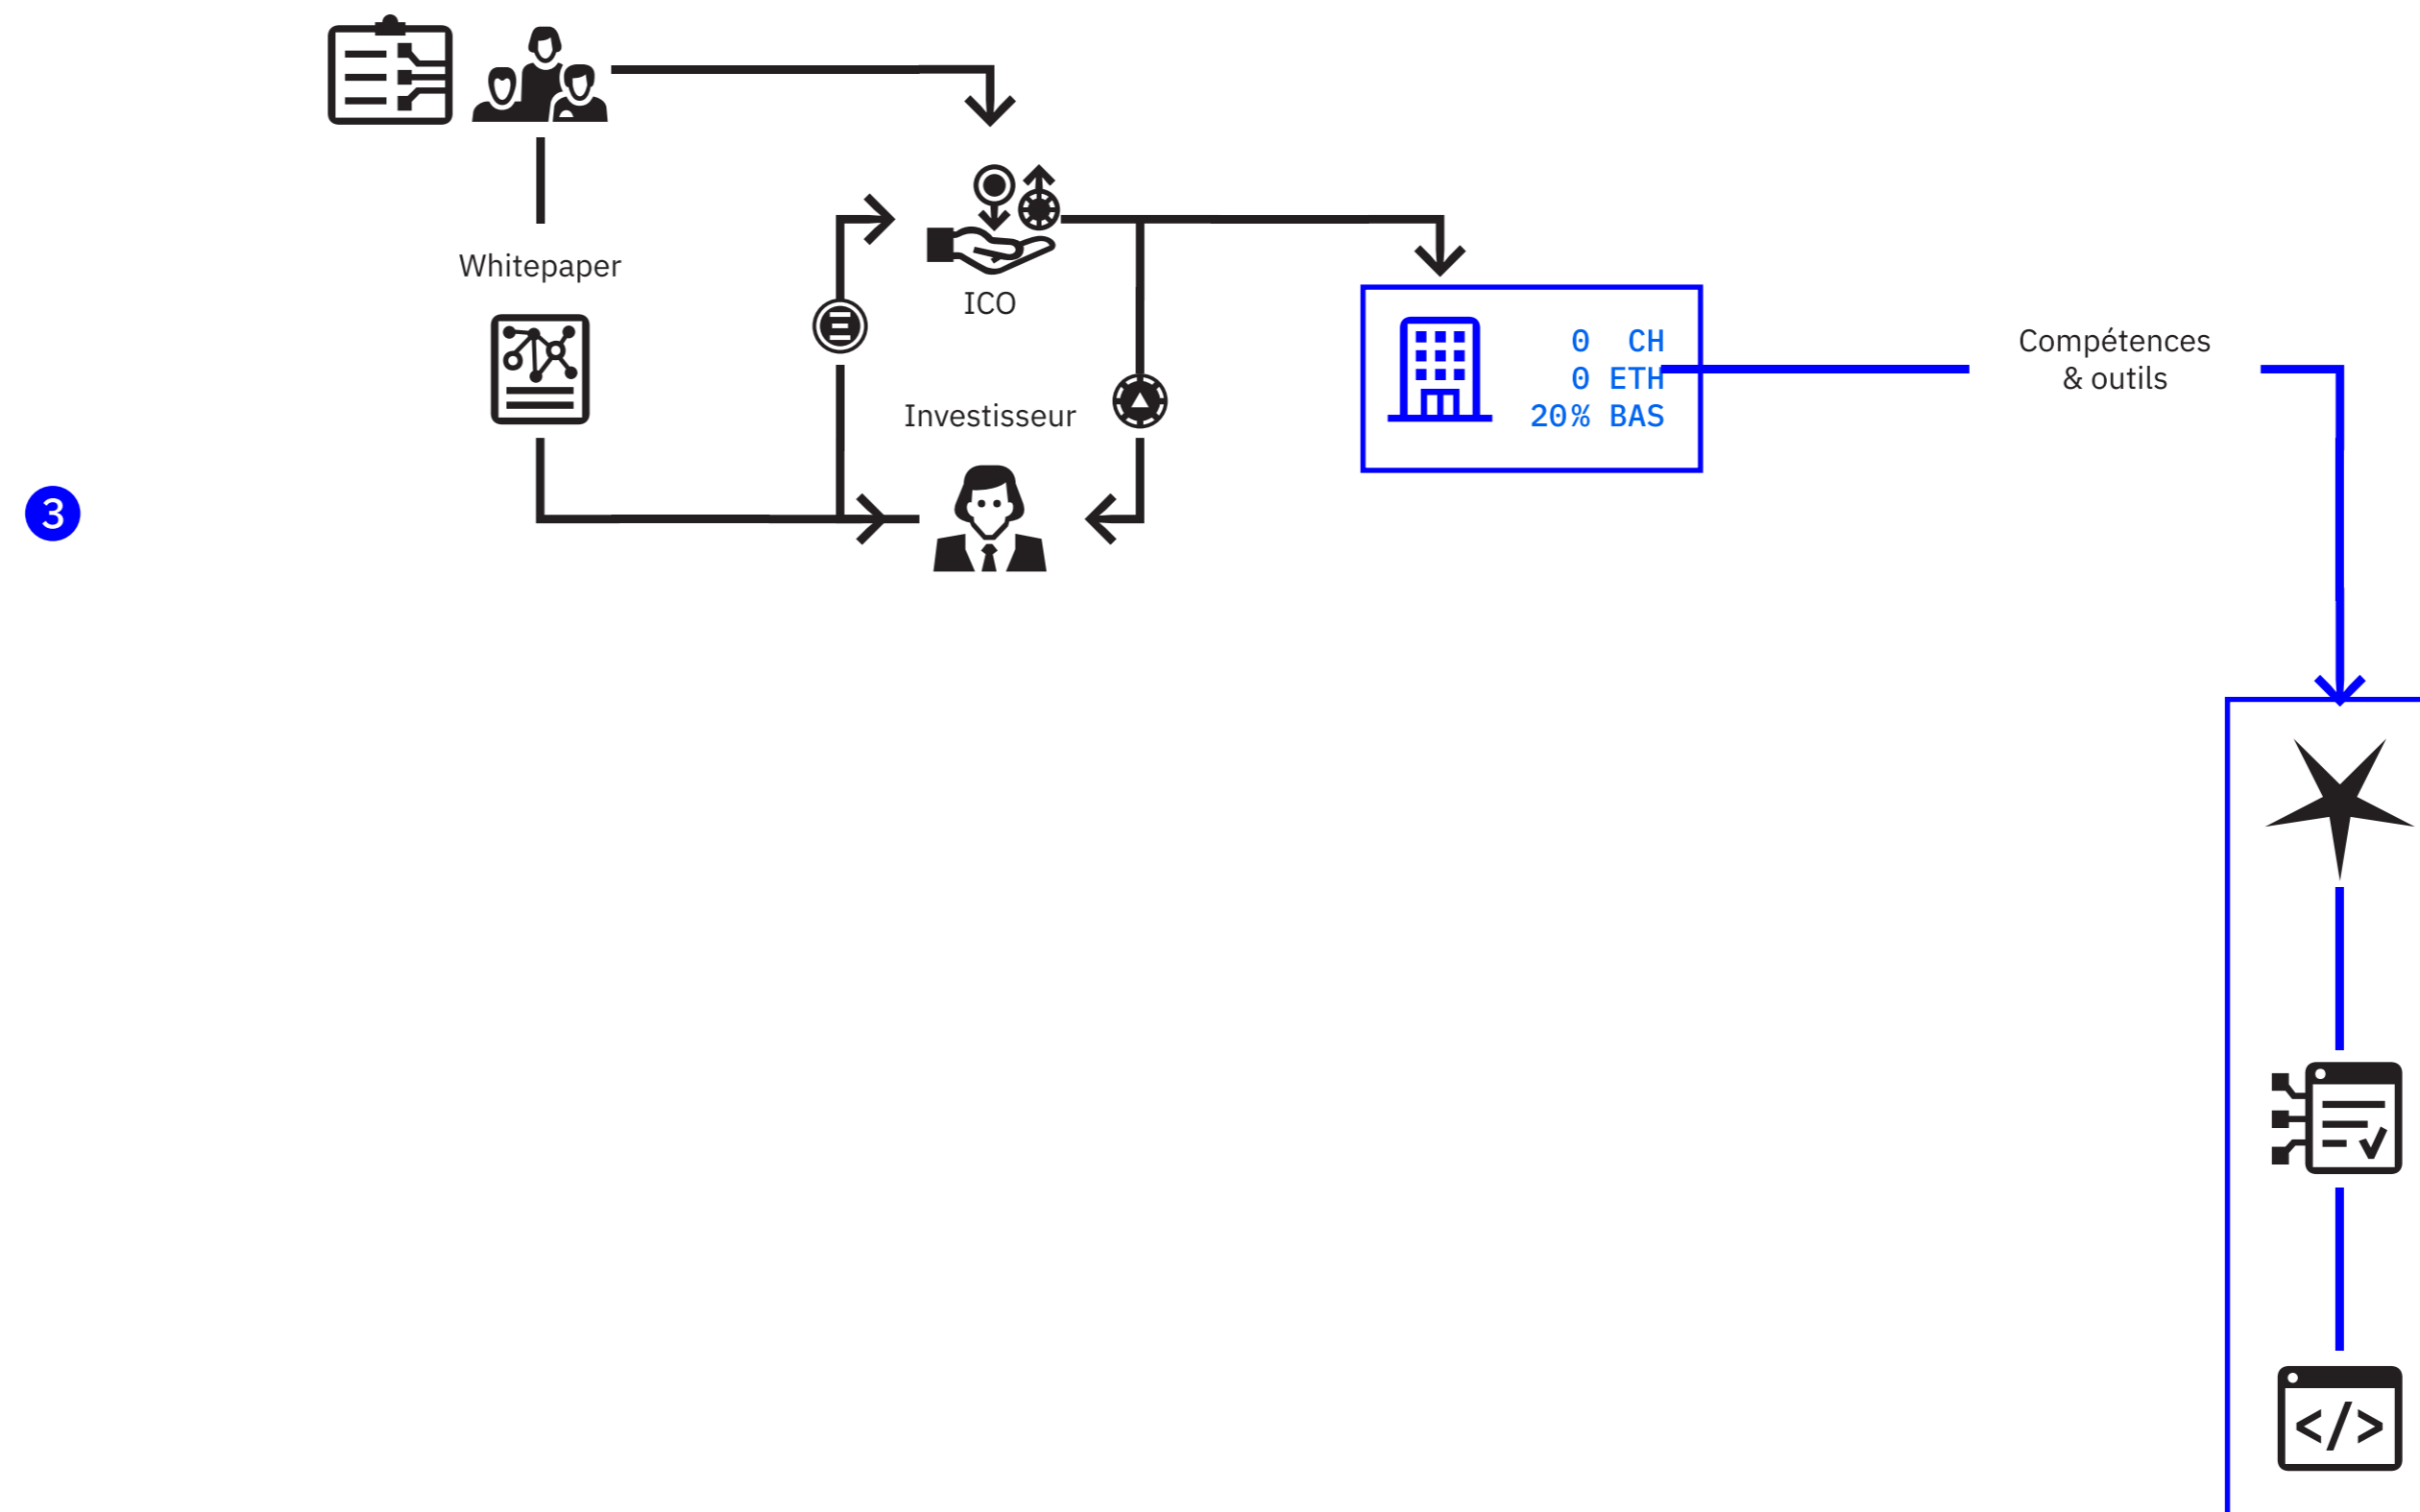 Whitepaper
ICO
0 CH
0 ETH
20% BAS
Compétences
& outils
Investisseur
3
</>